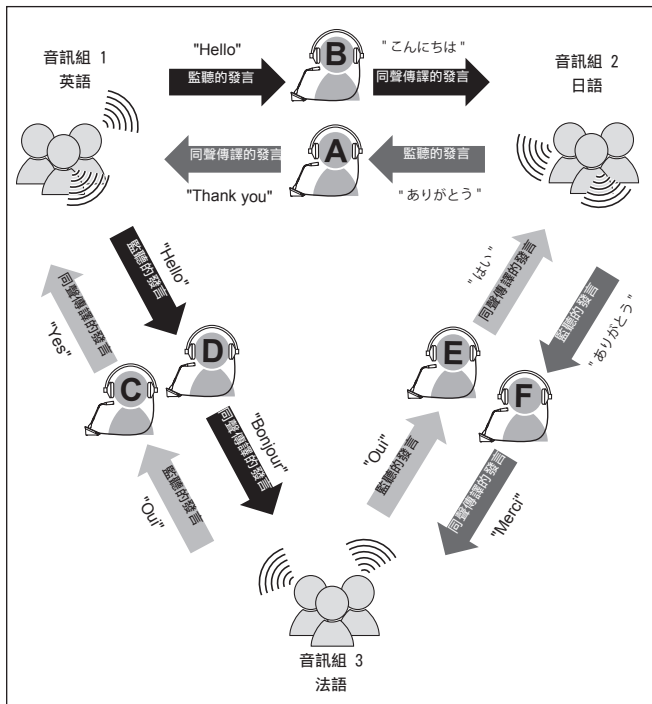 音訊組 1
英語
"Hello"
監聽的發言
B
"こんにちは"
同聲傳譯的發言
音訊組 2
日語
同聲傳譯的發言
"Thank you"
A
監聽的發言
"ありがとう"
"Hello"
監聽的發言
同聲傳譯的發言
"Yes"
C
D
"はい"
同聲傳譯的發言
監聽的發言
"ありがとう"
E
F
監聽的發言
"Oui"
"Bonjour"
同聲傳譯的發言
"Oui"
監聽的發言
同聲傳譯的發言
"Merci"
音訊組 3
法語